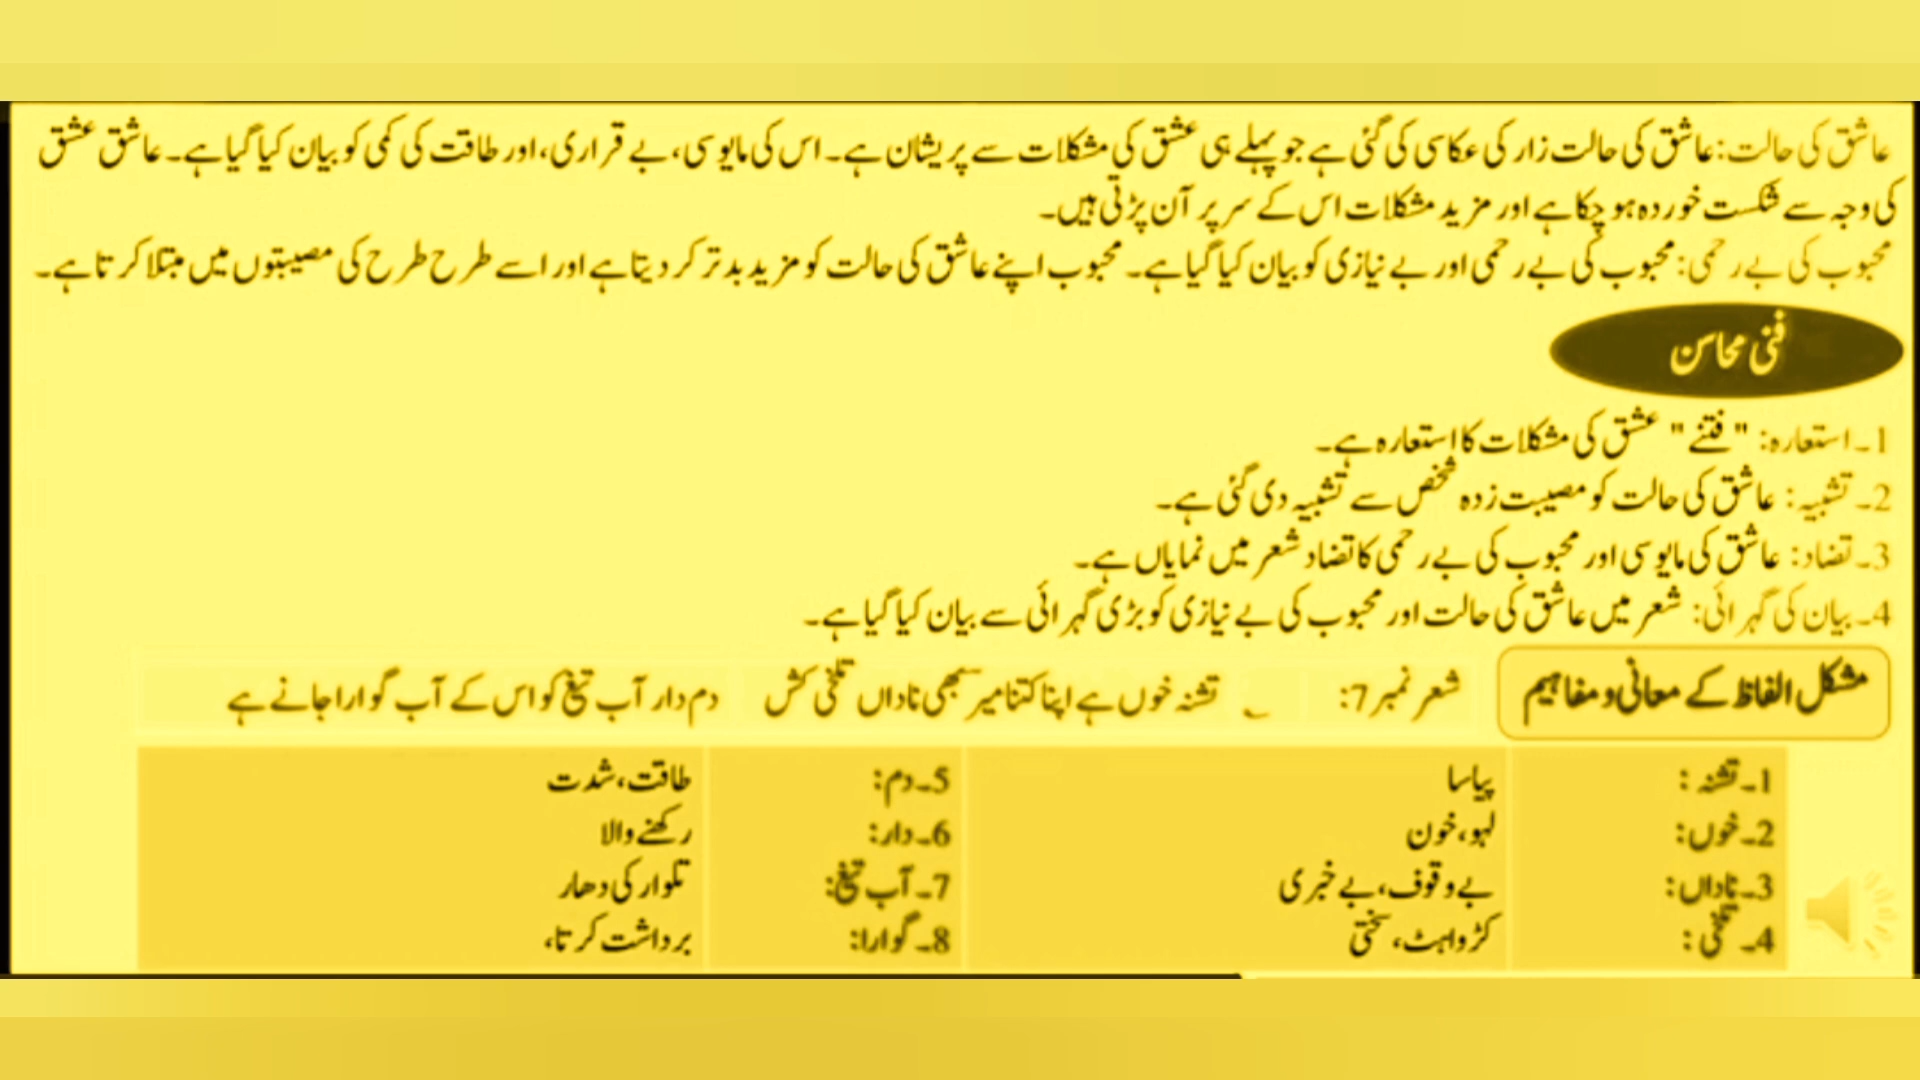 عاشق کی حالت: عاشق کی حالت زار کی عکاسی کی گئی ہے جو پہلے ہی عشق کی مشکلات سے پریشان ہے۔ اس کی مایوسی، بے قراری، اور طاقت کی کمی کو بیان کیا گیا ہے۔ عاشق عشق
کی وجہ سے شکست خوردہ ہو چکا ہے اور مزید مشکلات اس کے سر پر آن پڑتی ہیں۔
محبوب کی بے رحمی: محبوب کی بے رحمی اور بے نیازی کو بیان کیا گیا ہے۔ محبوب اپنے عاشق کی حالت کو مزید بدتر کر دیتا ہے اور اسے طرح طرح کی مصیبتوں میں مبتلا کرتا ہے۔
فنی محاسن
1۔ استعارہ: "فتنے" عشق کی مشکلات کا استعارہ ہے۔
2۔ تشبیہ: عاشق کی حالت کو مصیبت زدہ شخص سے تشبیہ دی گئی ہے۔
3۔ تضاد: عاشق کی مایوسی اور محبوب کی بے رحمی کا تضاد شعر میں نمایاں ہے۔
4۔ بیان کی گہرائی: شعر میں عاشق کی حالت اور محبوب کی بے نیازی کو بڑی گہرائی سے بیان کیا گیا ہے۔
مشکل الفاظ کے معانی و مفاہیم شعر نمبر 7: ؎ تشنہ خوں ہے اپنا کتنا میر بھی ناداں تلخی کش دم دار آب تیغ کو اس کے آب گوارا جانے ہے
1۔ تشنہ: پیاسا 5۔ دم: طاقت، شدت
2۔ خوں: لہو، خون 6۔ دار: رکھنے والا
3۔ ناداں: بے وقوف، بے خبری 7۔ آب تیغ: تلوار کی دھار
4۔ تلخی: کڑواہٹ، سختی 8۔ گوارا: برداشت کرتا،